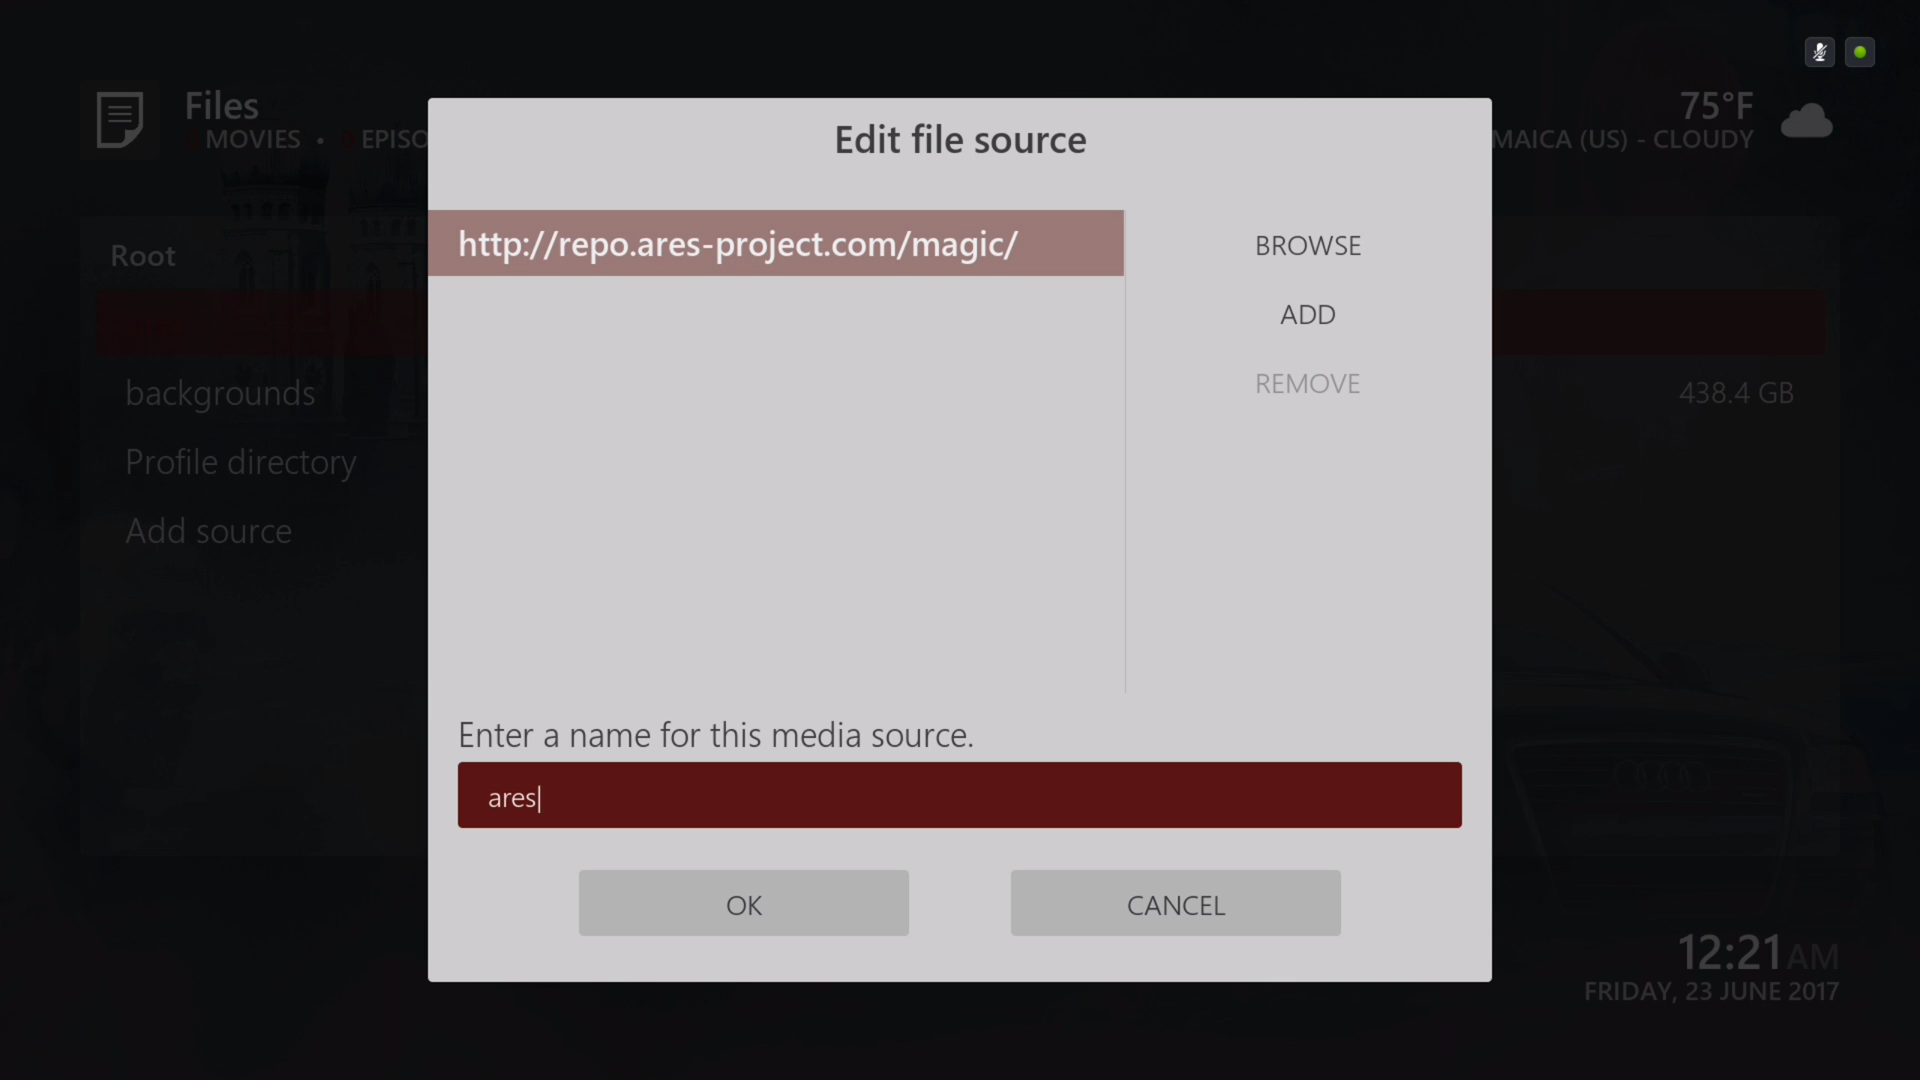 Files
MOVIES • EPISO
75°F
MAICA (US) - CLOUDY
Edit file source
Root
http://repo.ares-project.com/magic/
BROWSE
ADD
REMOVE
backgrounds
438.4 GB
Profile directory
Add source
Enter a name for this media source.
ares
OK
CANCEL
12:21 AM
FRIDAY, 23 JUNE 2017